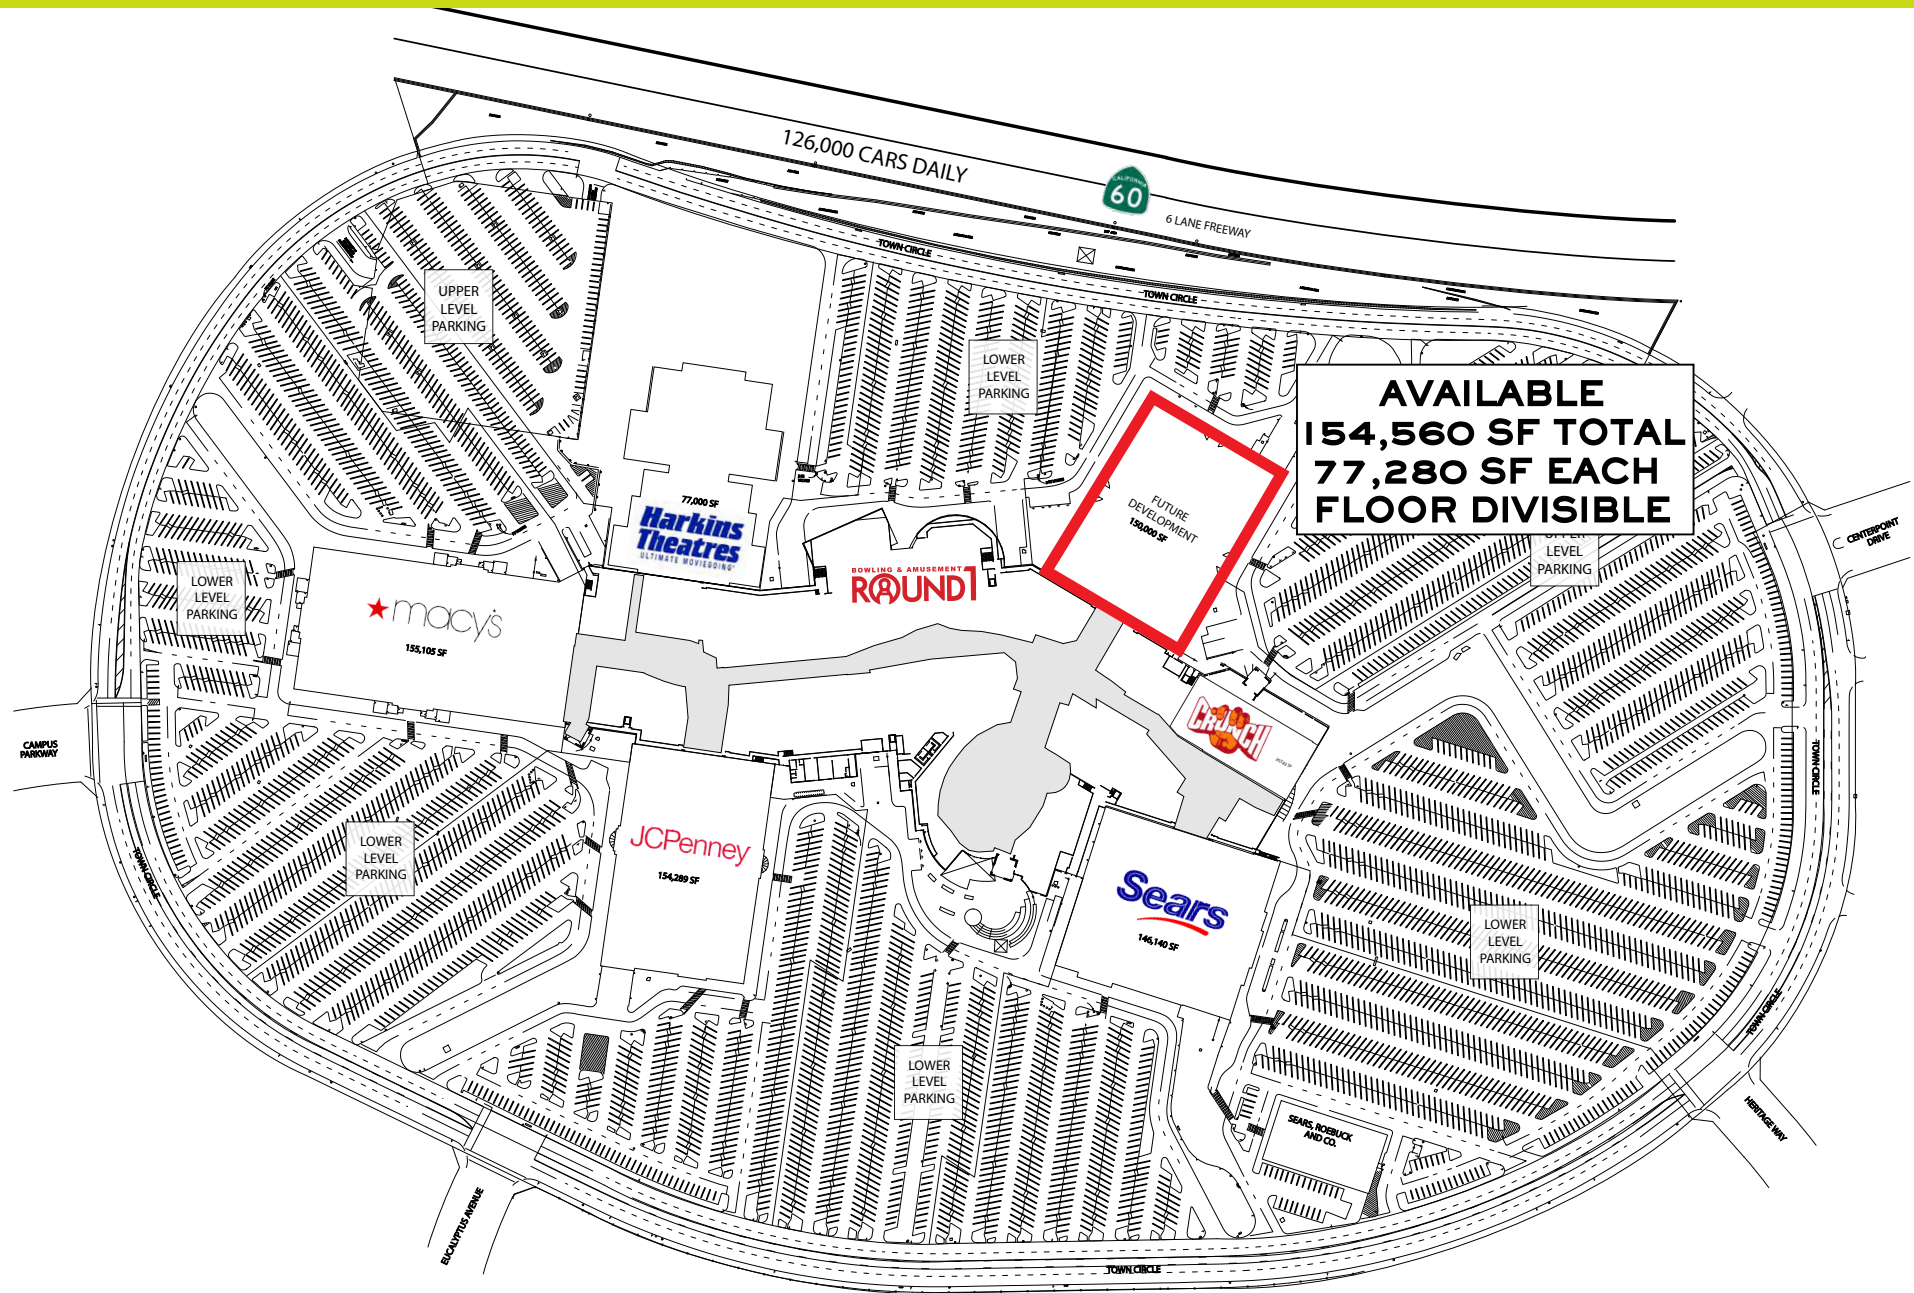 126,000 CARS DAILY
CALIFORNIA
60
6 LANE FREEWAY
TOWN CIRCLE
TOWN CIRCLE
UPPER
LEVEL
PARKING
LOWER
LEVEL
PARKING
AVAILABLE
154,560 SF TOTAL
77,280 SF EACH
FLOOR DIVISIBLE
FUTURE
DEVELOPMENT
150,000 SF
77,000 SF
Harkins
Theatres
ULTIMATE MOVIEGOING
BOWLING & AMUSEMENT
ROUND1
LEVEL
PARKING
CENTERPOINT
DRIVE
LOWER
LEVEL
PARKING
macy's
155,105 SF
CRUNCH
CAMPUS
PARKWAY
TOWN CIRCLE
LOWER
LEVEL
PARKING
JCPenney
154,289 SF
TOWN CIRCLE
Sears
146,140 SF
LOWER
LEVEL
PARKING
TOWN CIRCLE
LOWER
LEVEL
PARKING
SEARS, ROEBUCK
AND CO.
HERITAGE WAY
EUCALYPTUS AVENUE
TOWN CIRCLE